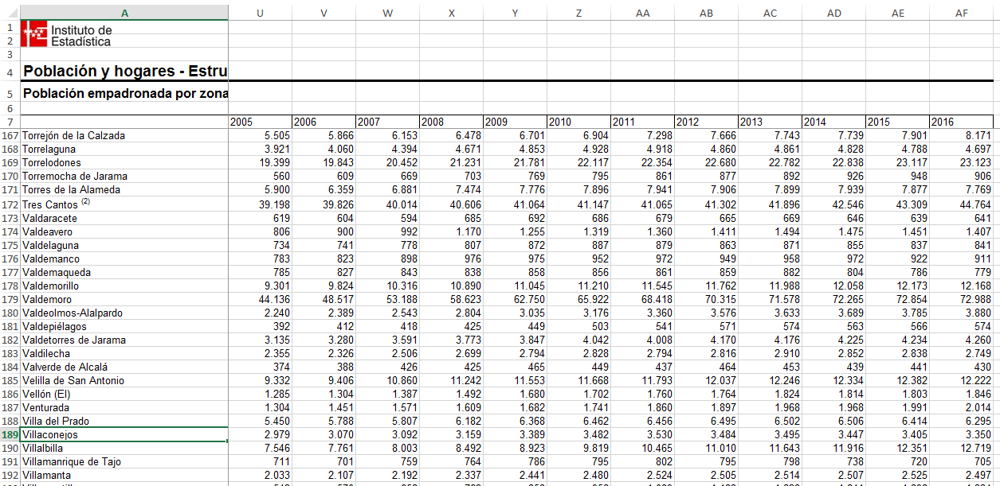 A U V W X Y Z AA AB AC AD AE AF
1 Instituto de
2 Estadística
3
4 Población y hogares - Estru
5 Población empadronada por zona
6
7 2005 2006 2007 2008 2009 2010 2011 2012 2013 2014 2015 2016
167 Torrejón de la Calzada 5.505 5.866 6.153 6.478 6.701 6.904 7.298 7.666 7.743 7.739 7.901 8.171
168 Torrelaguna 3.921 4.060 4.394 4.671 4.853 4.928 4.918 4.860 4.861 4.828 4.788 4.697
169 Torrelodones 19.399 19.843 20.452 21.231 21.781 22.117 22.354 22.680 22.782 22.838 23.117 23.123
170 Torremocha de Jarama 560 609 669 703 769 795 861 877 892 926 948 906
171 Torres de la Alameda 5.900 6.359 6.881 7.474 7.776 7.896 7.941 7.906 7.899 7.939 7.877 7.769
172 Tres Cantos (2) 39.198 39.826 40.014 40.606 41.064 41.147 41.065 41.302 41.896 42.546 43.309 44.764
173 Valdaracete 619 604 594 685 692 686 679 665 669 646 639 641
174 Valdeavero 806 900 992 1.170 1.255 1.319 1.360 1.411 1.494 1.475 1.451 1.407
175 Valdelaguna 734 741 778 807 872 887 879 863 871 855 837 841
176 Valdemanco 783 823 898 976 975 952 972 949 958 972 922 911
177 Valdemaqueda 785 827 843 838 858 856 861 859 882 804 786 779
178 Valdemorillo 9.301 9.824 10.316 10.890 11.045 11.210 11.545 11.762 11.988 12.058 12.173 12.168
179 Valdemoro 44.136 48.517 53.188 58.623 62.750 65.922 68.418 70.315 71.578 72.265 72.854 72.988
180 Valdeolmos-Alalpardo 2.240 2.389 2.543 2.804 3.035 3.176 3.360 3.576 3.633 3.689 3.785 3.880
181 Valdepiélagos 392 412 418 425 449 503 541 571 574 563 566 574
182 Valdetorres de Jarama 3.135 3.280 3.591 3.773 3.847 4.042 4.008 4.170 4.176 4.225 4.234 4.260
183 Valdilecha 2.355 2.326 2.506 2.699 2.794 2.828 2.794 2.816 2.910 2.852 2.838 2.749
184 Valverde de Alcalá 374 388 426 425 465 449 437 464 453 439 441 430
185 Velilla de San Antonio 9.332 9.406 10.860 11.242 11.553 11.668 11.793 12.037 12.246 12.334 12.382 12.222
186 Vellón (El) 1.285 1.304 1.387 1.492 1.680 1.702 1.760 1.764 1.824 1.814 1.803 1.846
187 Venturada 1.304 1.451 1.571 1.609 1.682 1.741 1.860 1.897 1.968 1.968 1.991 2.014
188 Villa del Prado 5.450 5.788 5.807 6.182 6.368 6.462 6.456 6.495 6.502 6.506 6.414 6.295
189 Villaconejos 2.979 3.070 3.092 3.159 3.389 3.482 3.530 3.484 3.495 3.447 3.405 3.350
190 Villalbilla 7.546 7.761 8.003 8.492 8.923 9.819 10.465 11.010 11.643 11.916 12.351 12.719
191 Villamanrique de Tajo 711 701 759 764 786 795 802 795 798 738 720 705
192 Villamanta 2.033 2.107 2.192 2.337 2.441 2.480 2.524 2.505 2.514 2.507 2.525 2.497